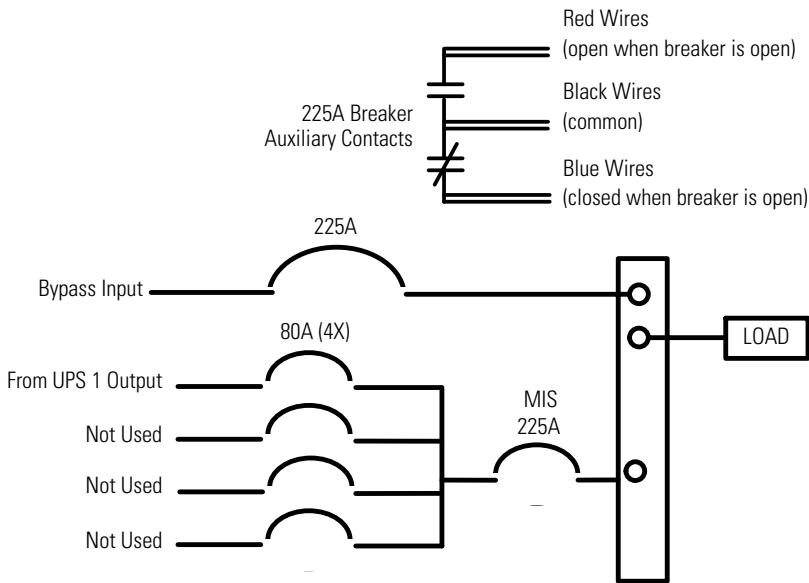 Red Wires
(open when breaker is open)
225A Breaker
Auxiliary Contacts
Black Wires
(common)
Blue Wires
(closed when breaker is open)
225A
Bypass Input
80A (4X)
LOAD
From UPS 1 Output
MIS
225A
Not Used
Not Used
Not Used